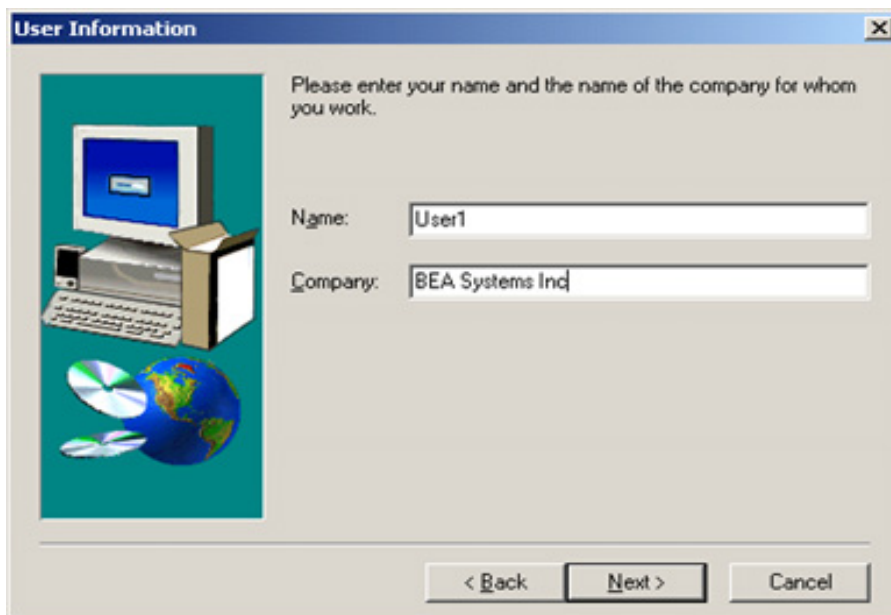 User Information
Please enter your name and the name of the company for whom
you work.
Name: User1
Company: BEA Systems Inc
< Back Next > Cancel